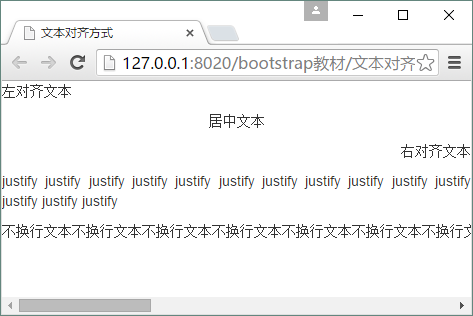 文本对齐方式
127.0.0.1:8020/bootstrap教材/文本对齐
左对齐文本
居中文本
右对齐文本
justify justify justify justify justify justify justify justify justify justify justify
justify justify justify
不换行文本不换行文本不换行文本不换行文本不换行文本不换行文本不换行文